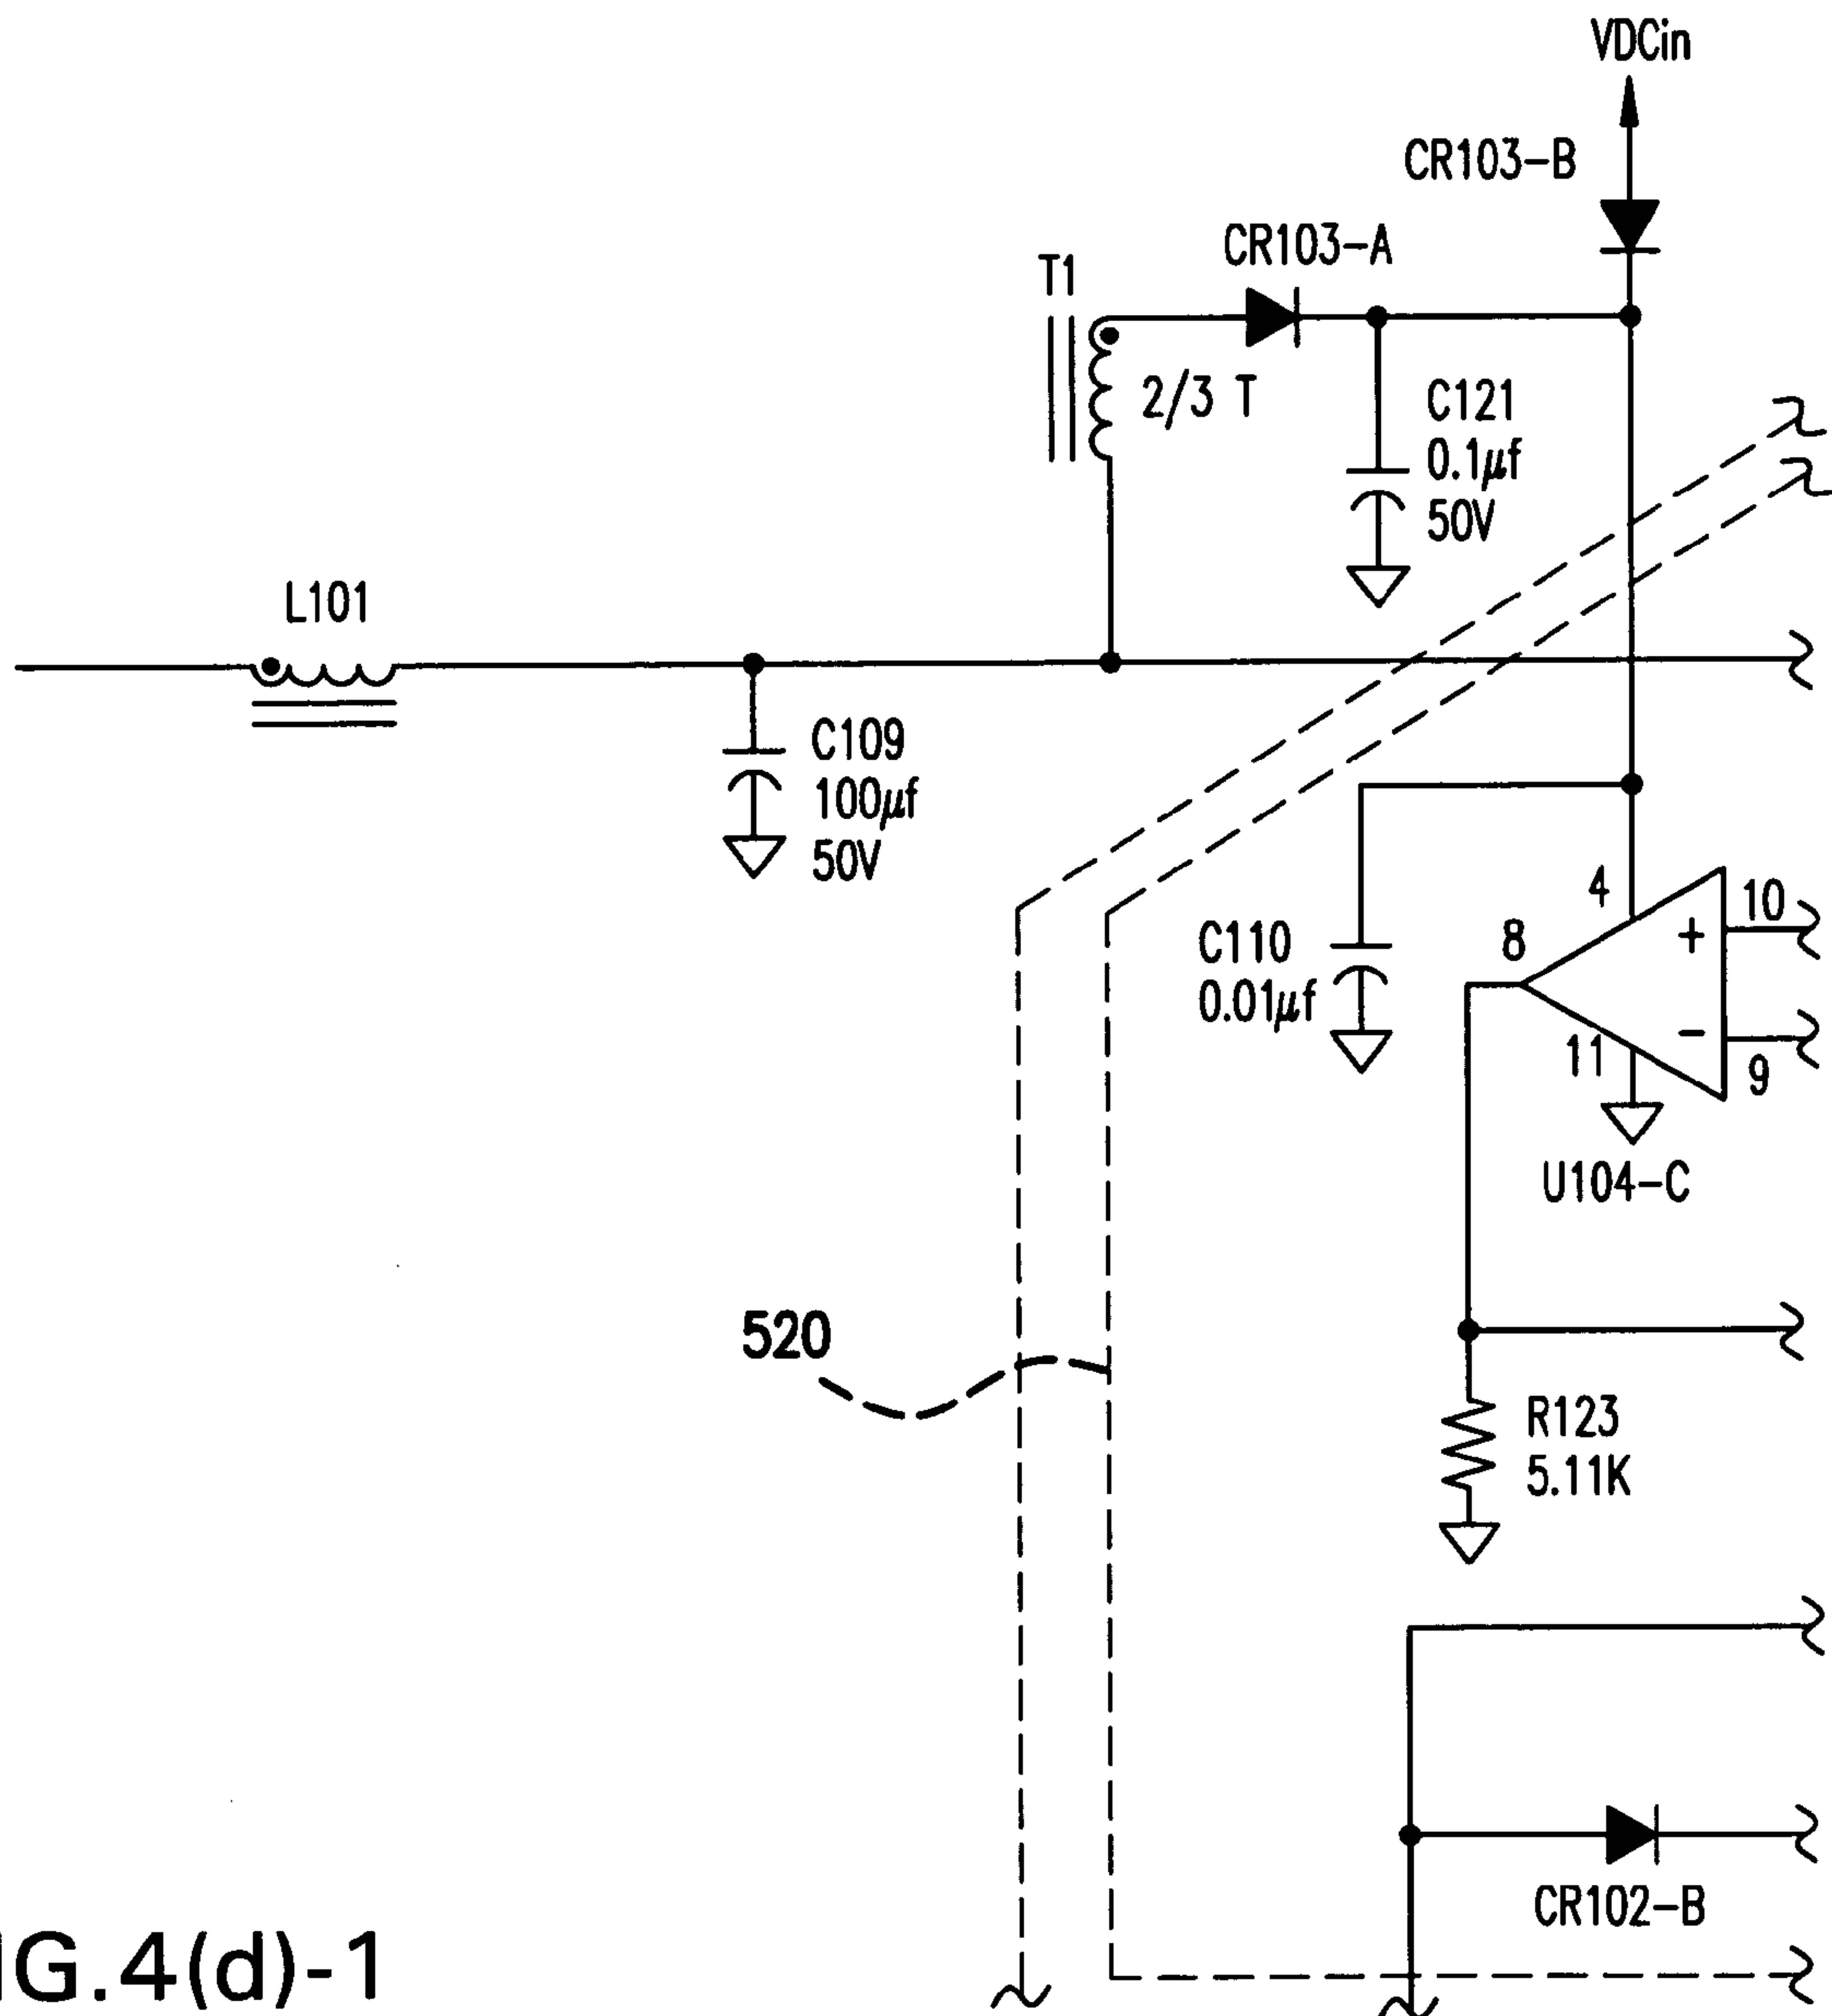 VDCin
CR103-B
CR103-A
T1
2/3 T
C121
0.1µf
50V
L101
C109
100µf
50V
4
10
+
8
C110
0.01µf
11
-
9
U104-C
520
R123
5.11K
CR102-B
IG.4(d)-1